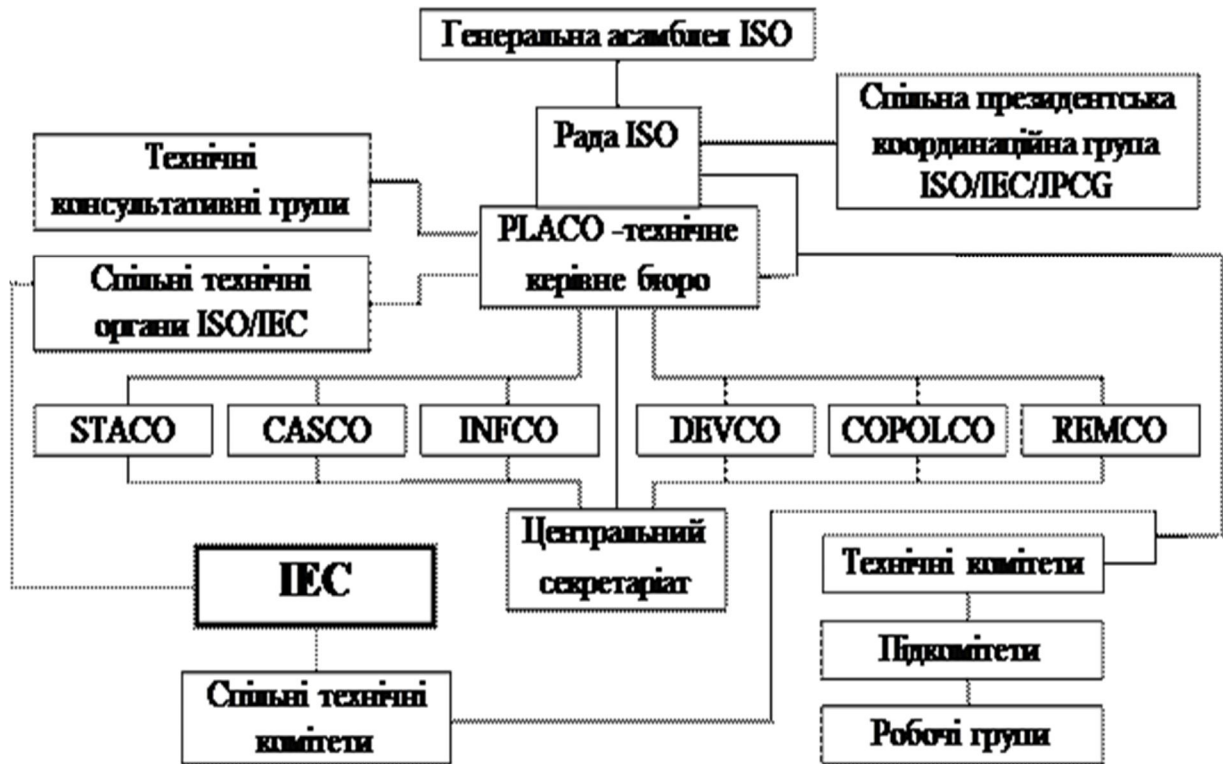 Генеральна асамблея ISO
Рада ISO
Спільна президентська
координаційна група
ISO/IEC/JPCG
Технічні
консультативні групи
PLACO -технічне
керівне бюро
Спільні технічні
органи ISO/IEC
STACO
CASCO
INFCO
DEVCO
COPOLCO
REMCO
Центральний
секретаріат
IEC
Технічні комітети
Підкомітети
Спільні технічні
комітети
Робочі групи